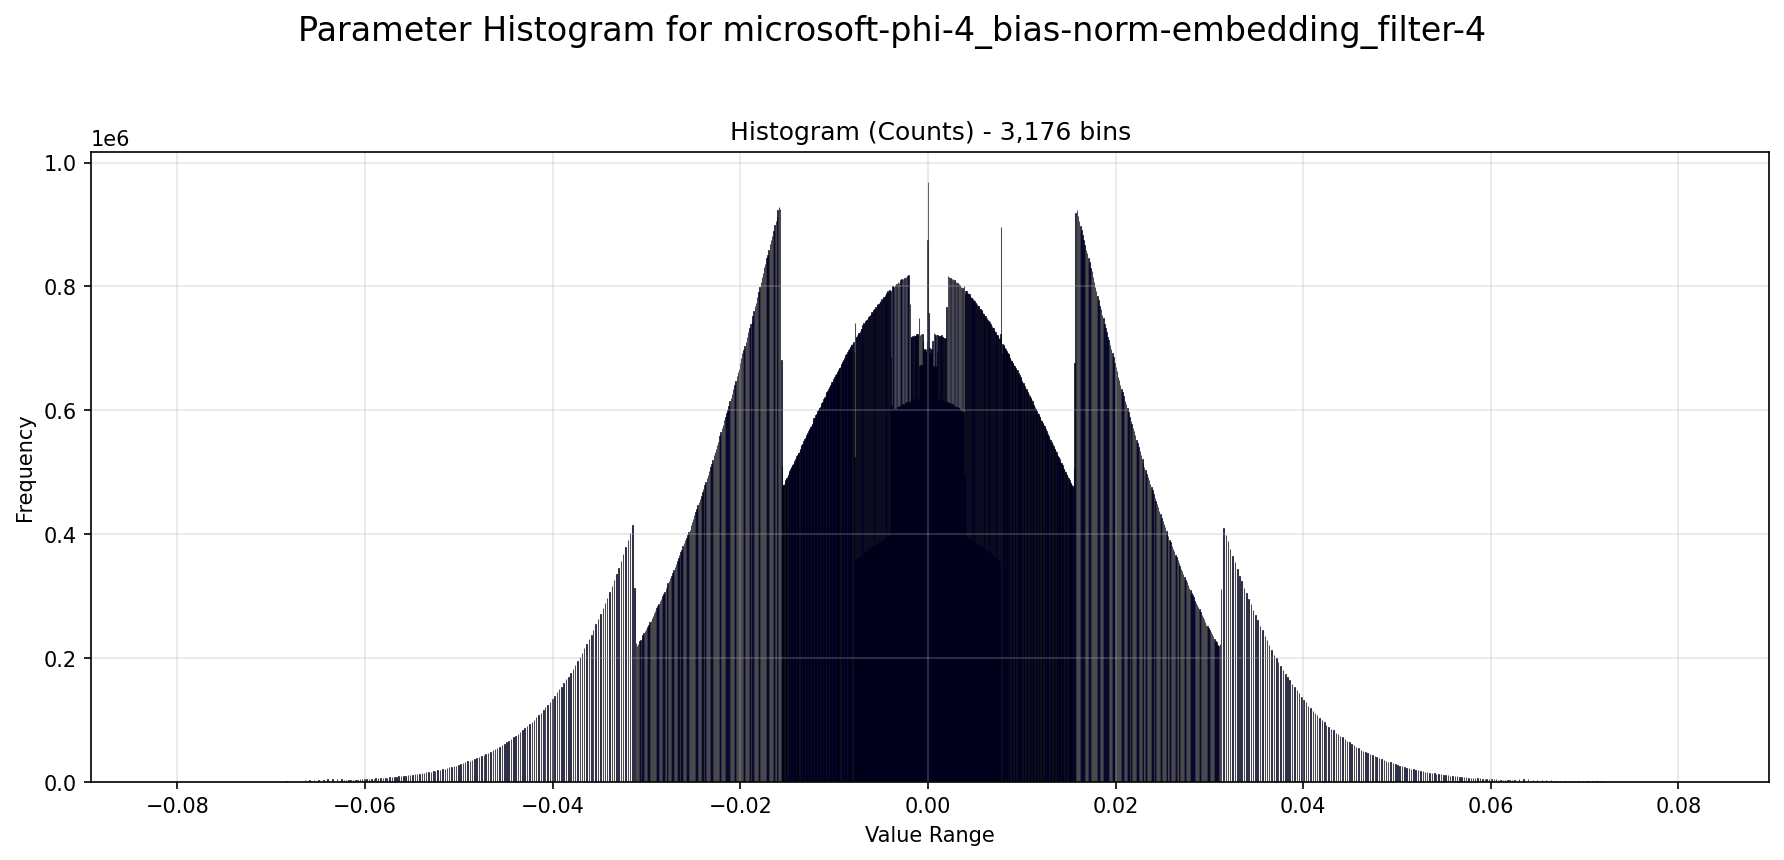 Parameter Histogram for microsoft-phi-4_bias-norm-embedding_filter-4
Histogram (Counts) - 3,176 bins
1e6
1.0
0.8
0.6
0.4
0.2
0.0
Frequency
−0.08 −0.06 −0.04 −0.02 0.00 0.02 0.04 0.06 0.08
Value Range